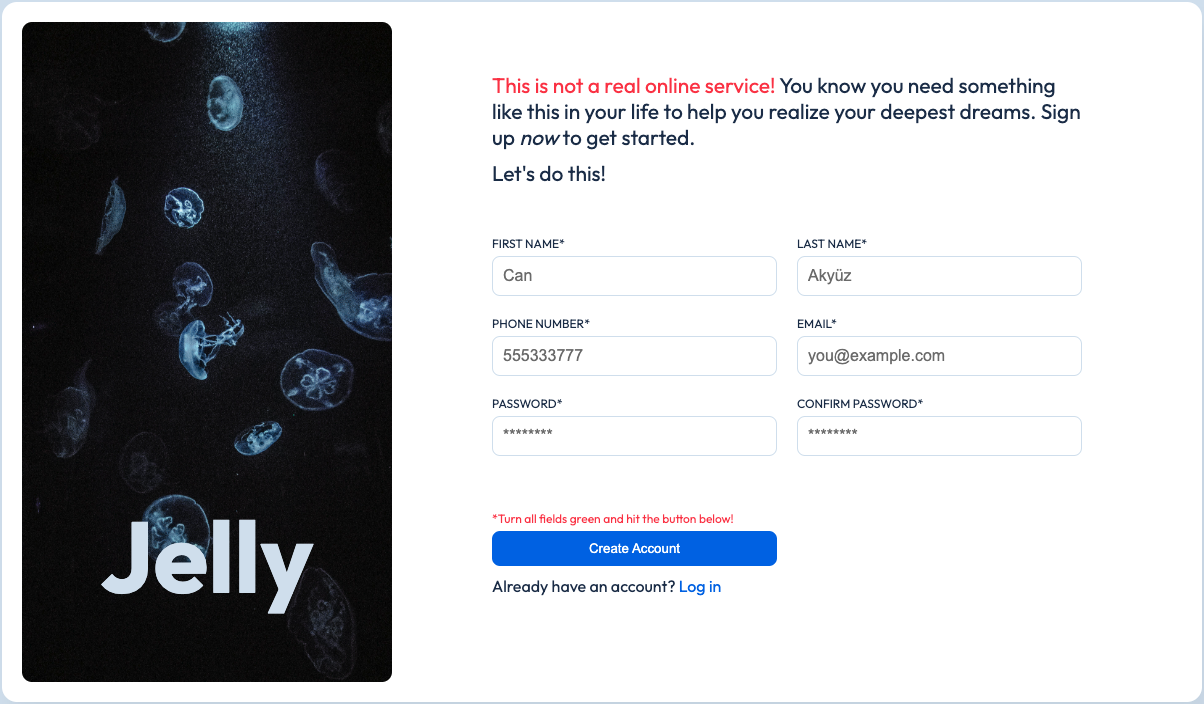 This is not a real online service! You know you need something
like this in your life to help you realize your deepest dreams. Sign
up now to get started.
Let's do this!
FIRST NAME*
LAST NAME*
Can
Akyüz
PHONE NUMBER*
EMAIL*
555333777
you@example.com
PASSWORD*
CONFIRM PASSWORD*
********
********
*Turn all fields green and hit the button below!
Create Account
Already have an account? Log in
Jelly